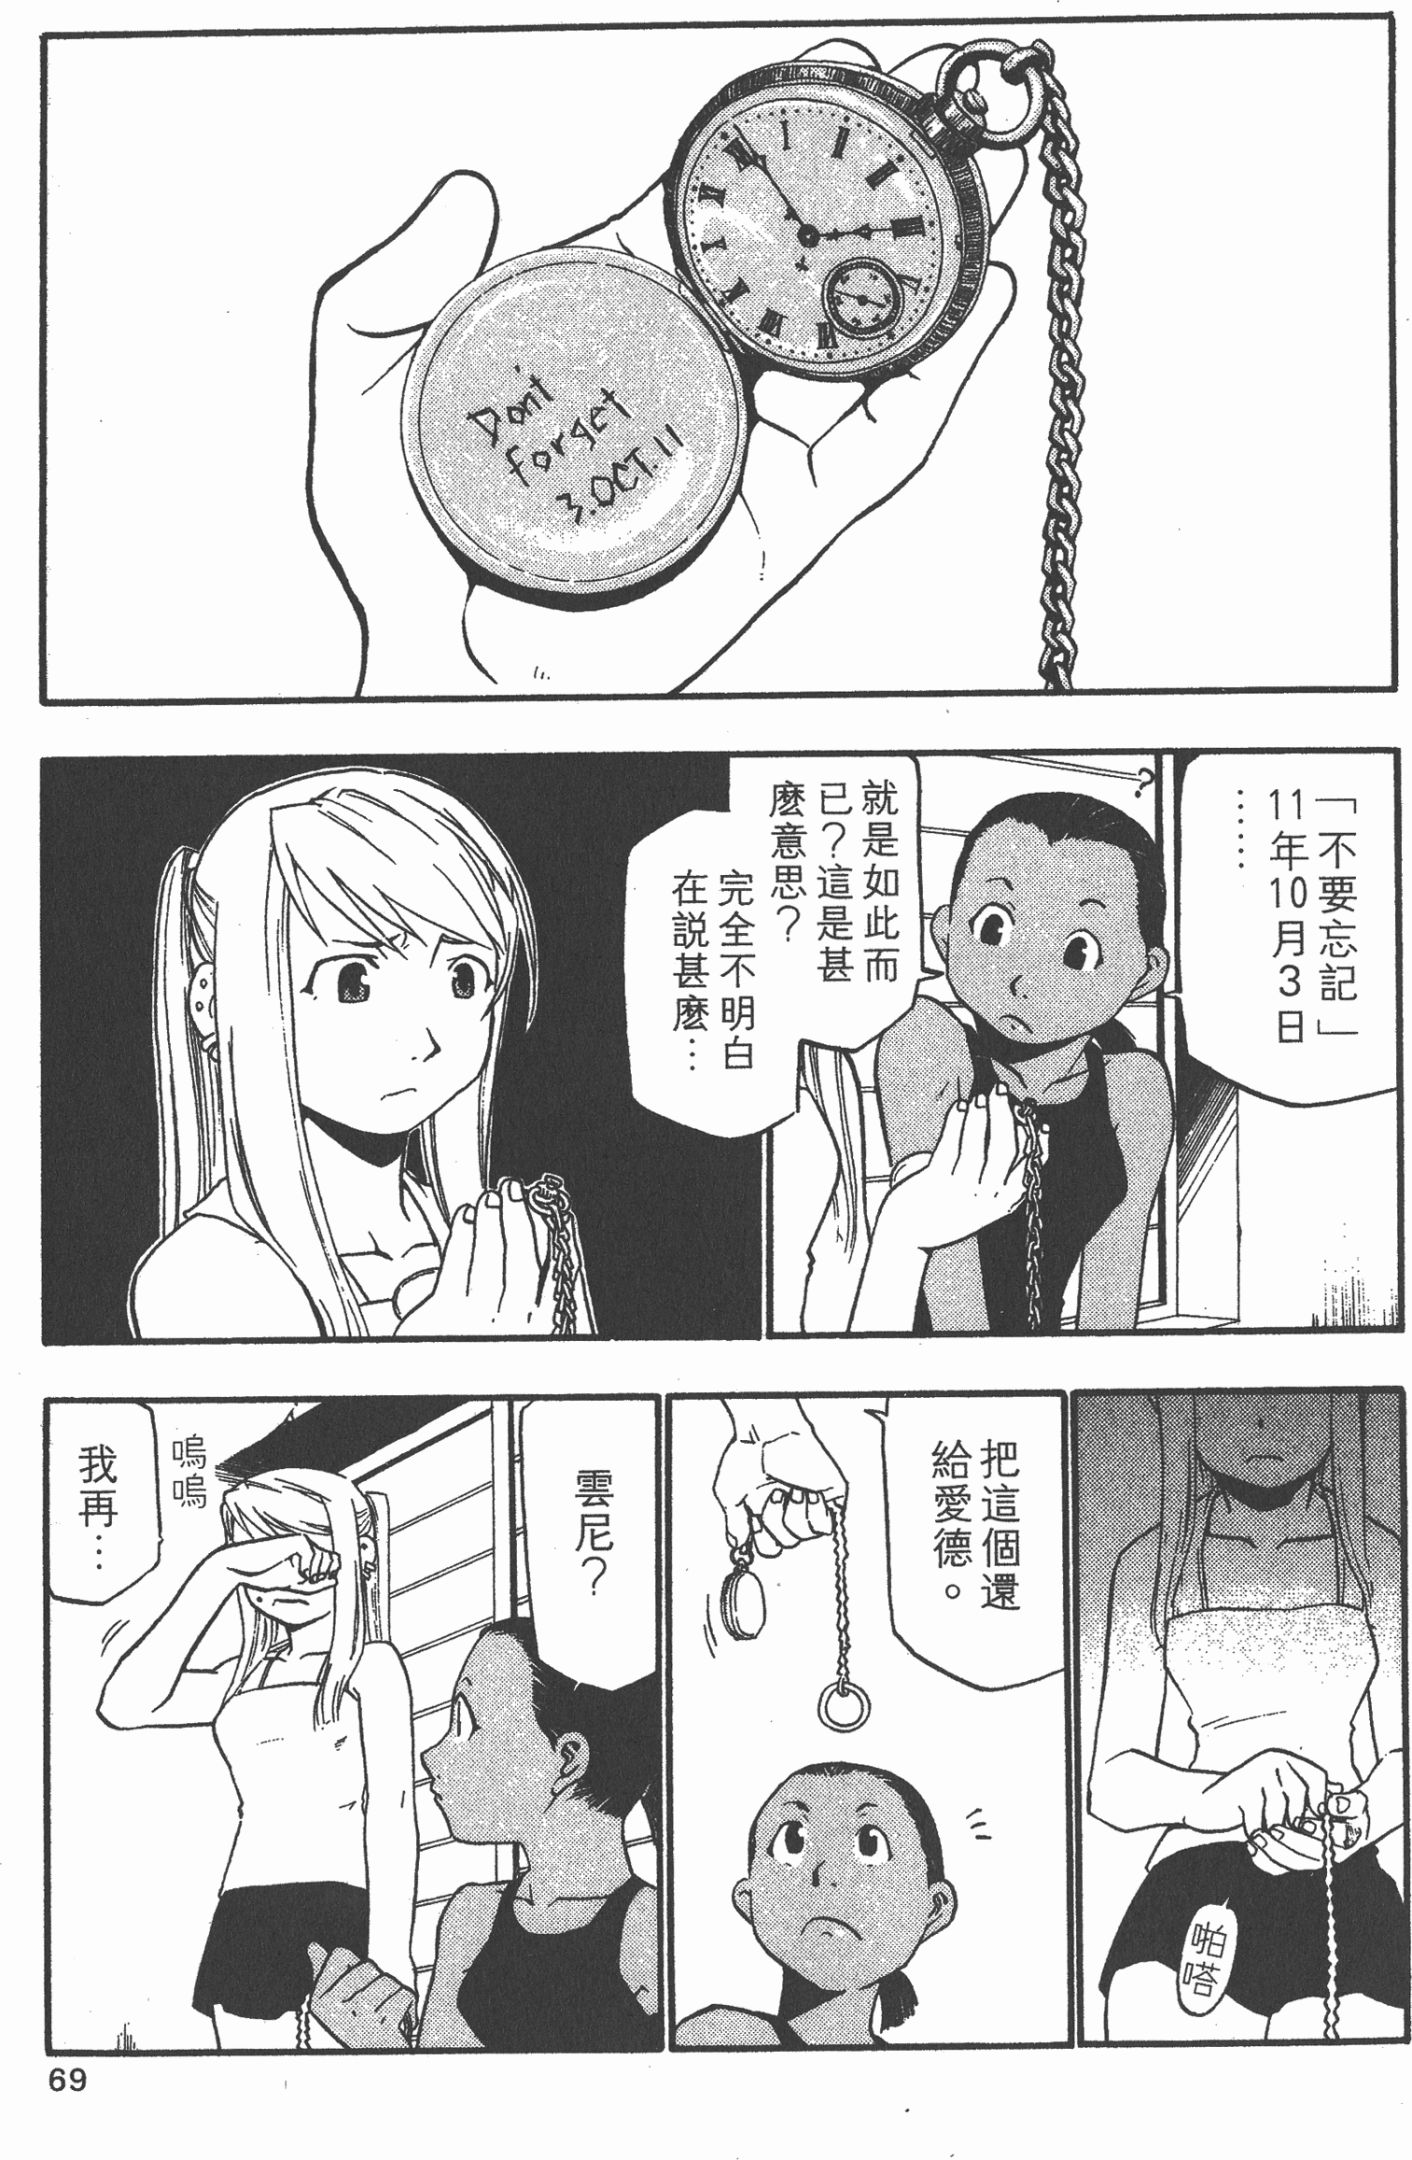 Don't
forget
3.OCT.11
「不要忘記」
11年10月3日
……
?
就是如此而
已？這是甚
麼意思？
完全不明白
在説甚麼…
啪嗒
把這個還
給愛德。
雲尼？
嗚嗚
我再…
69